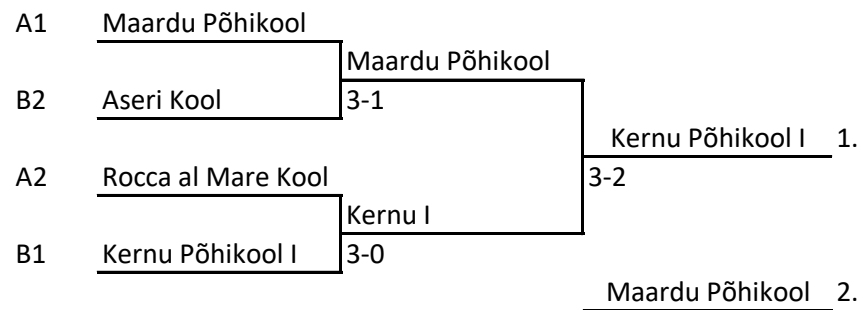 A1 Maardu Põhikool
Maardu Põhikool
B2 Aseri Kool 3-1
Kernu Põhikool I 1.
A2 Rocca al Mare Kool 3-2
Kernu I
B1 Kernu Põhikool I 3-0
Maardu Põhikool 2.